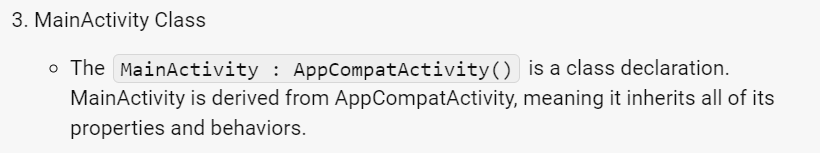 3. MainActivity Class
The MainActivity : AppCompatActivity() is a class declaration.
MainActivity is derived from AppCompatActivity, meaning it inherits all of its
properties and behaviors.